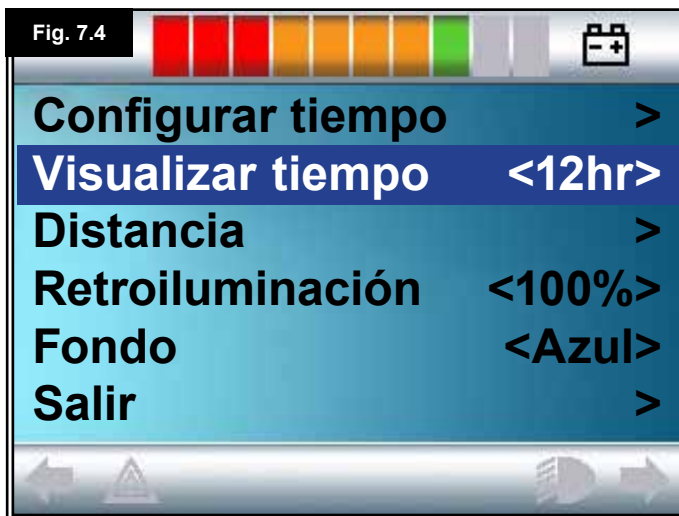 Fig. 7.4
Configurar tiempo >
Visualizar tiempo <12hr>
Distancia >
Retroiluminación <100%>
Fondo <Azul>
Salir >